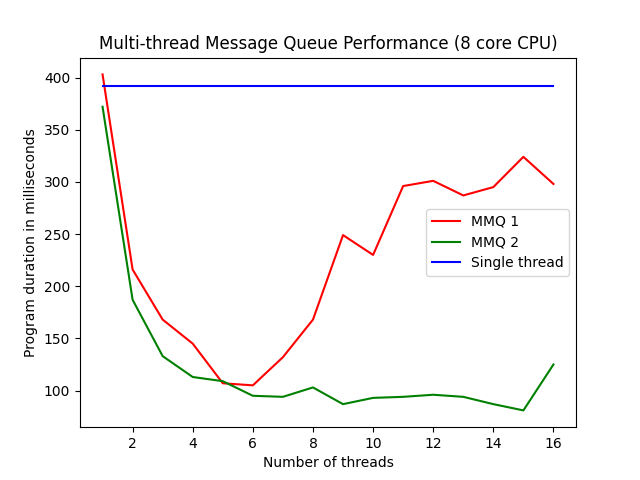 Multi-thread Message Queue Performance (8 core CPU)
Program duration in milliseconds
400
350
300
250
200
150
100
MMQ 1
MMQ 2
Single thread
2 4 6 8 10 12 14 16
Number of threads